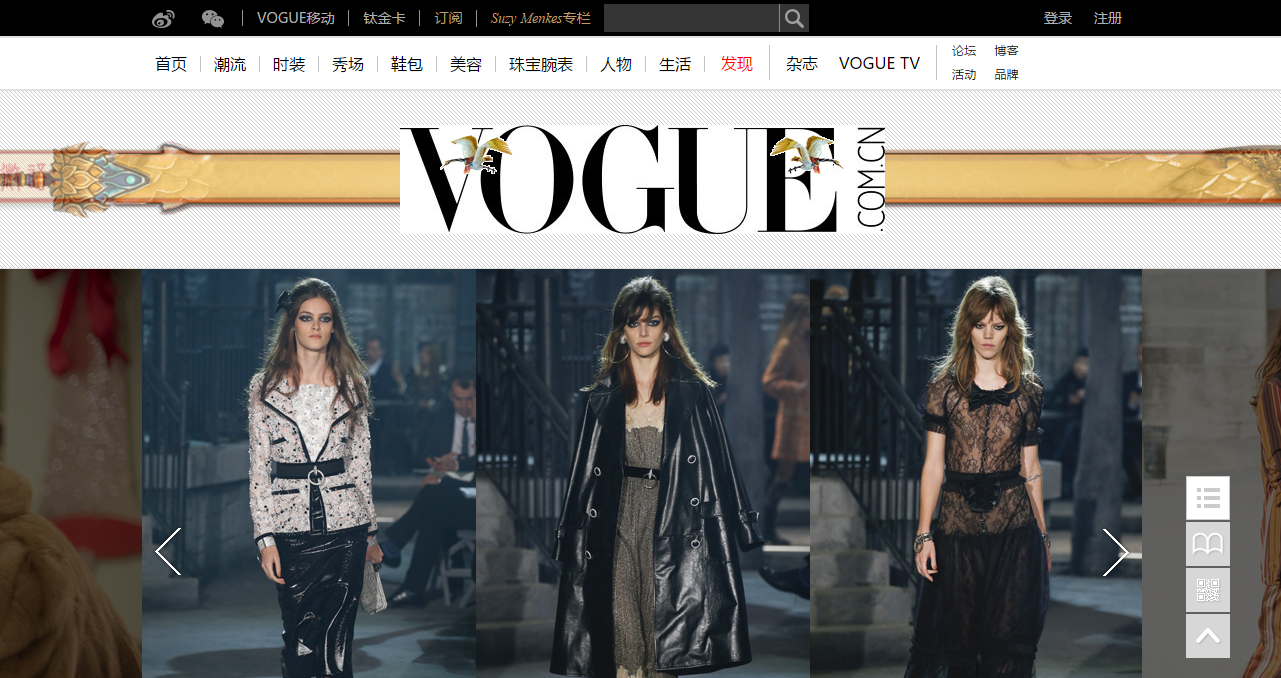 VOGUE移动 钛金卡 订阅 Suzy Menkes专栏 登录 注册
首页 潮流 时装 秀场 鞋包 美容 珠宝腕表 人物 生活 发现 杂志 VOGUE TV 论坛 博客
活动 品牌
VOGUE.COM.CN